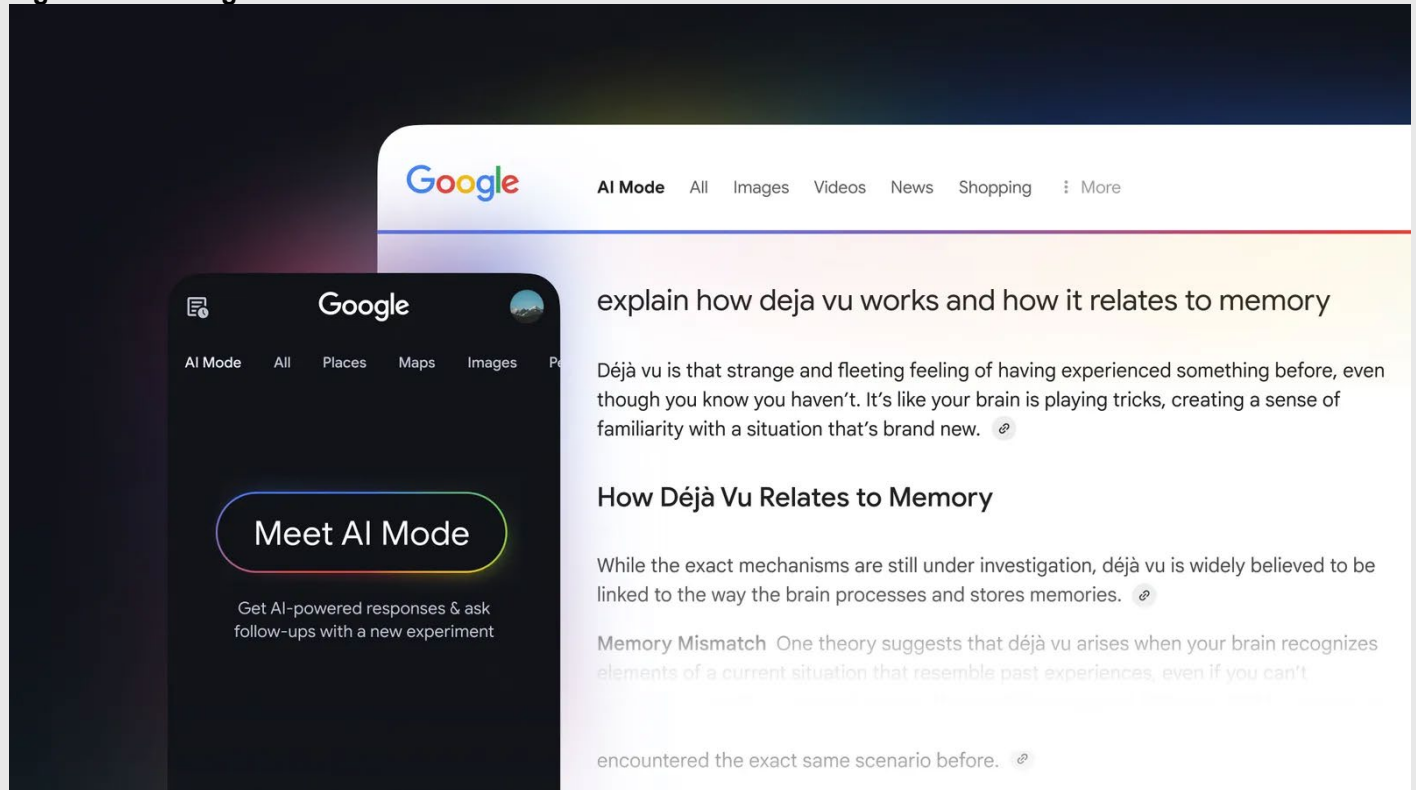 Google
AI Mode All Images Videos News Shopping More
explain how deja vu works and how it relates to memory
Déjà vu is that strange and fleeting feeling of having experienced something before, even
though you know you haven’t. It’s like your brain is playing tricks, creating a sense of
familiarity with a situation that’s brand new.
How Déjà Vu Relates to Memory
While the exact mechanisms are still under investigation, déjà vu is widely believed to be
linked to the way the brain processes and stores memories.
Memory Mismatch One theory suggests that déjà vu arises when your brain recognizes
elements of a current situation that resemble past experiences, even if you can't
encountered the exact same scenario before.
Google
AI Mode All Places Maps Images
Meet AI Mode
Get AI-powered responses & ask
follow-ups with a new experiment